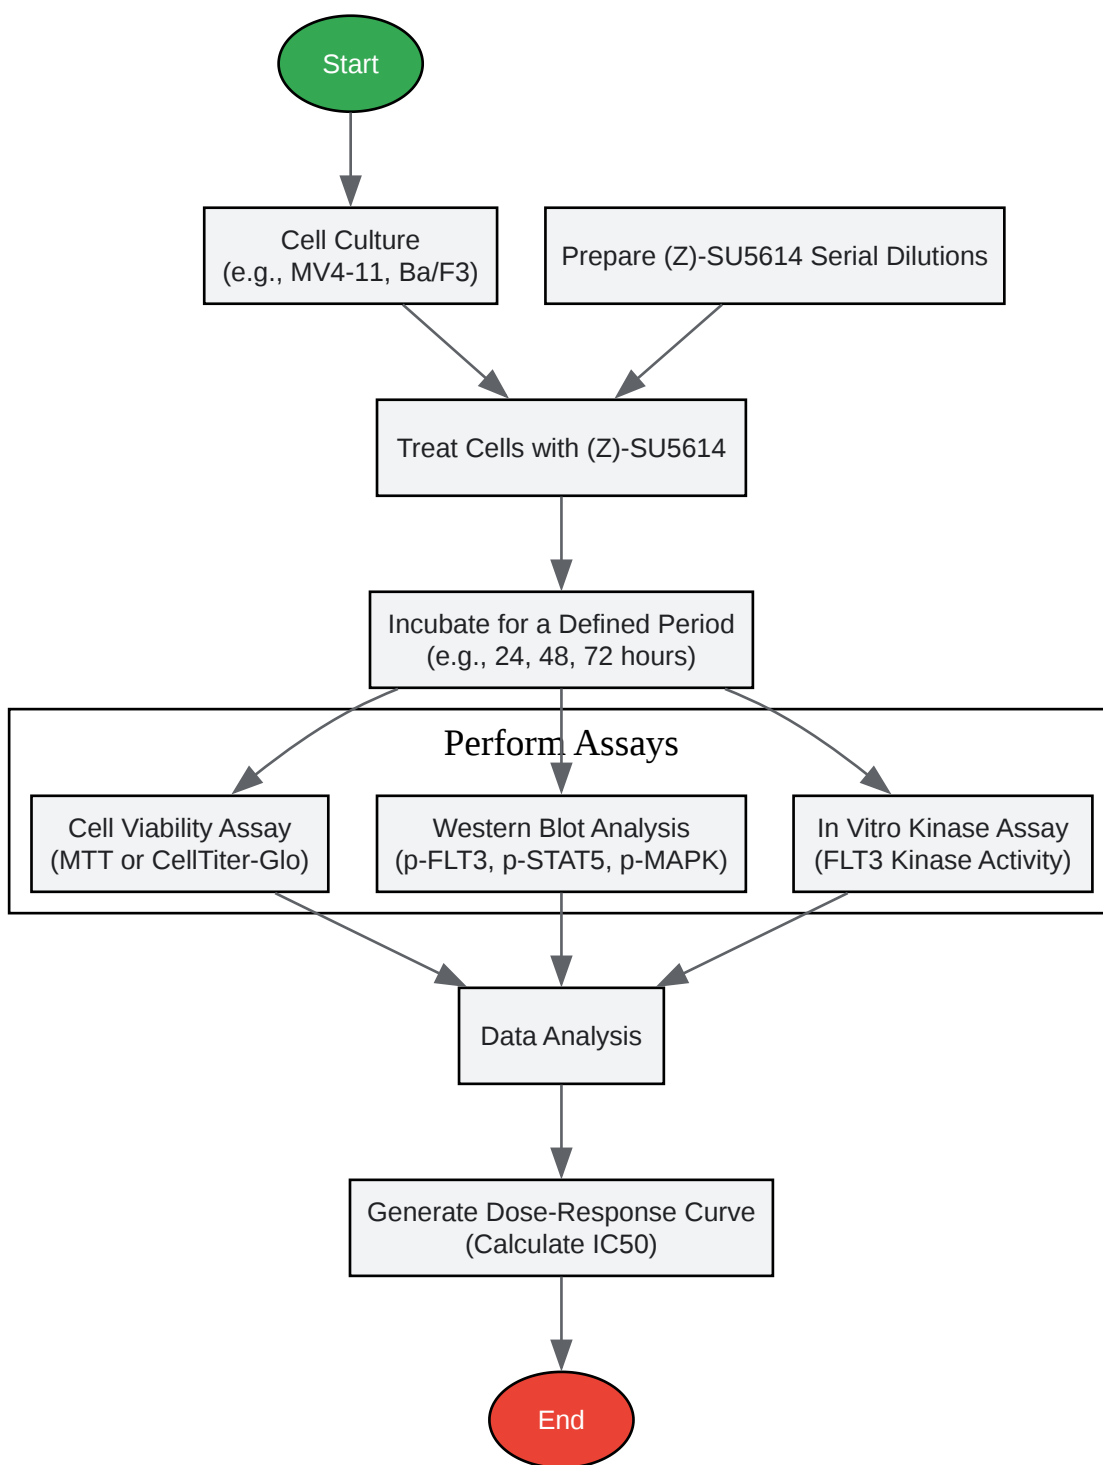 Start
Cell Culture
(e.g., MV4-11, Ba/F3)
Prepare (Z)-SU5614 Serial Dilutions
Treat Cells with (Z)-SU5614
Incubate for a Defined Period
(e.g., 24, 48, 72 hours)
Perform Assays
Cell Viability Assay
(MTT or CellTiter-Glo)
Western Blot Analysis
(p-FLT3, p-STAT5, p-MAPK)
In Vitro Kinase Assay
(FLT3 Kinase Activity)
Data Analysis
Generate Dose-Response Curve
(Calculate IC50)
End